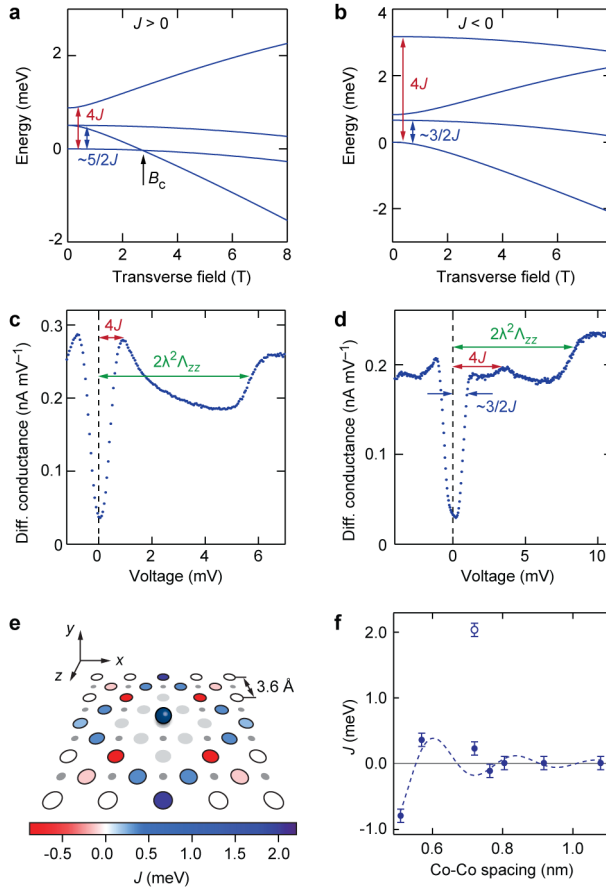 a
J > 0
Energy (meV)
2
0
-2
4J
~5/2J
B_c
0
2
4
6
8
Transverse field (T)
b
J < 0
Energy (meV)
4
2
0
-2
4J
~3/2J
0
2
4
6
Transverse field (T)
c
Diff. conductance (nA mV⁻¹)
0.3
0.2
0.1
0
4J
2λ²Λzz
0
2
4
6
Voltage (mV)
d
Diff. conductance (nA mV⁻¹)
0.2
0.1
0
2λ²Λzz
4J
~3/2J
0
5
10
Voltage (mV)
e
y
z
x
3.6 Å
-0.5
0.0
0.5
1.0
1.5
2.0
J (meV)
f
J (meV)
2.0
1.0
0.0
-1.0
0.6
0.8
1.0
Co-Co spacing (nm)